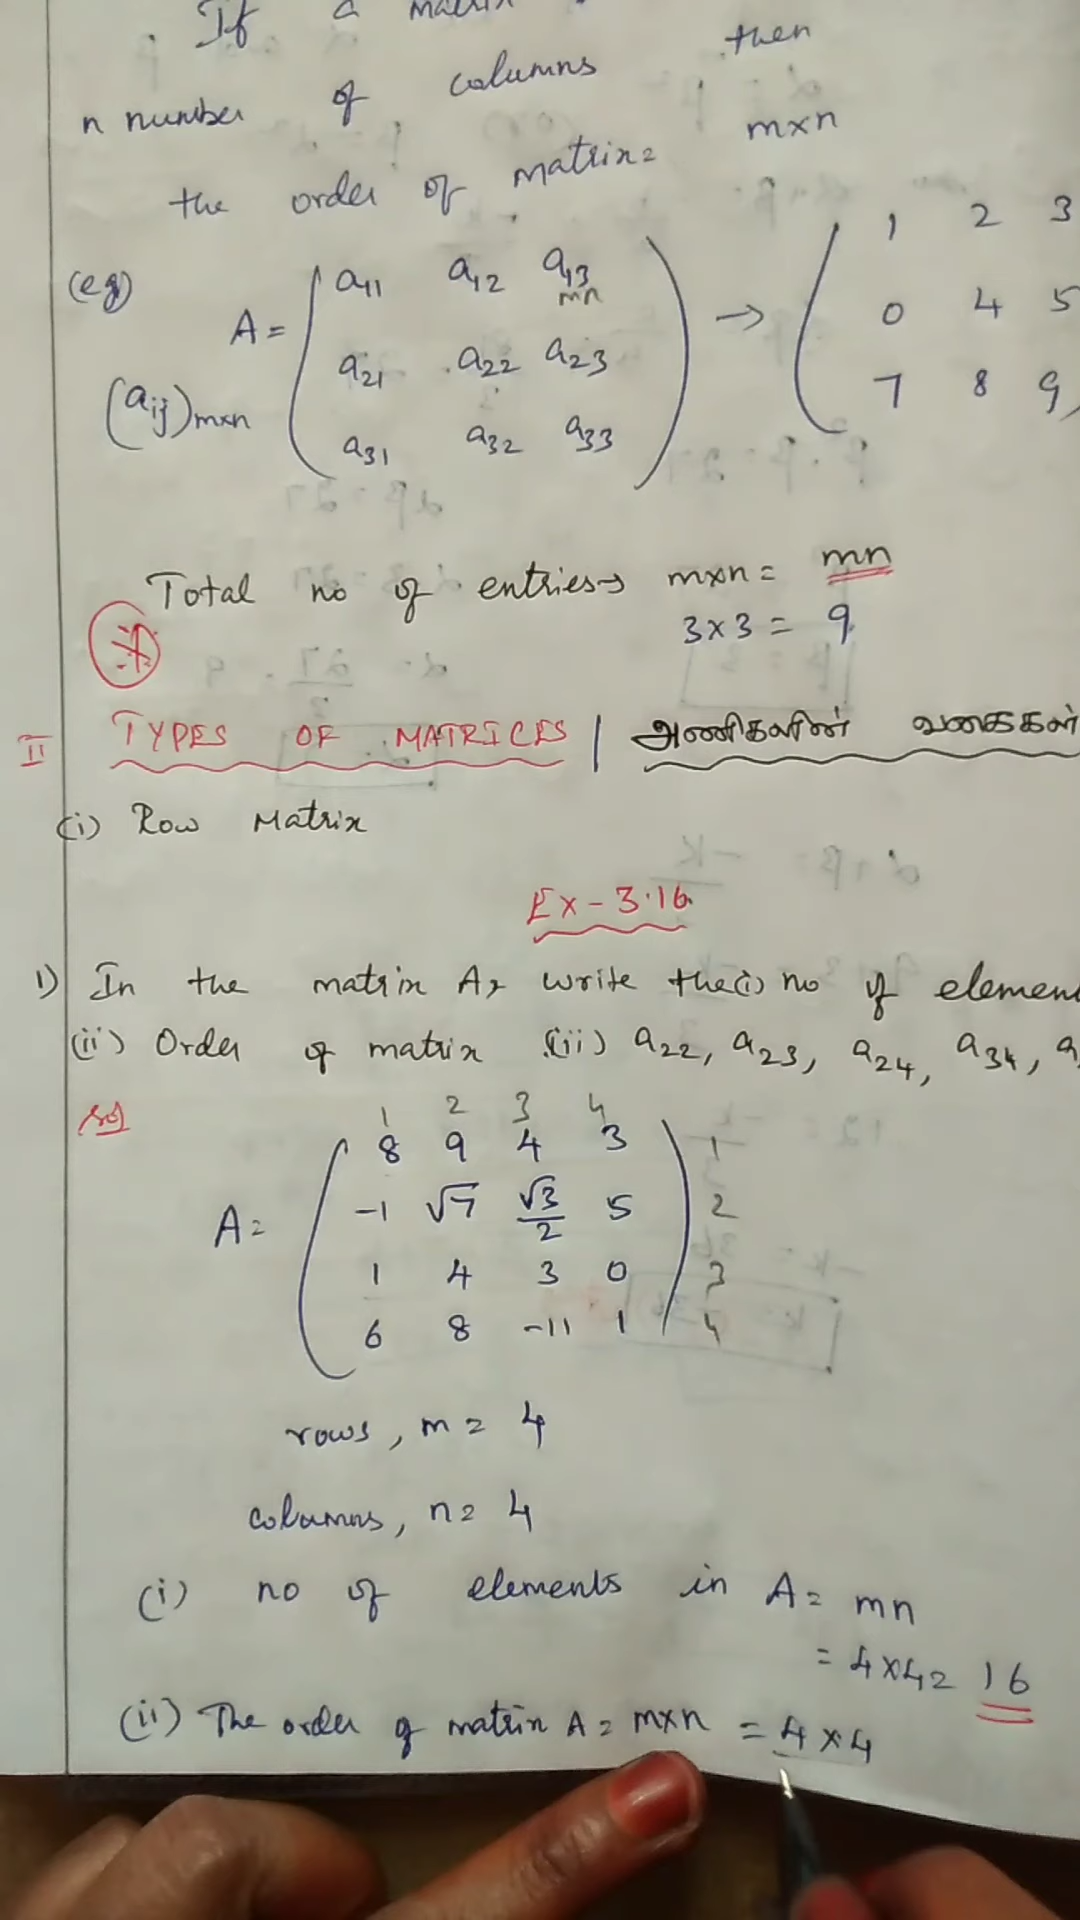 If a matrix
n number of columns then
the order of matrix = m×n
(eg) A = ( a11 a12 a13 → ( 1 2 3
mn
a21 a22 a23 0 4 5
(aij)m×n
a31 a32 a33 ) 7 8 9
Total no of entries → m×n = mn
3×3 = 9
II TYPES OF MATRICES | அணிகளின் வகைகள்
(i) Row Matrix
Ex - 3.16
1) In the matrix A, write the (i) no of elemen
(ii) Order of matrix (iii) a22, a23, a24, a34, a
sol
1 2 3 4
( 8 9 4 3 ) 1
A = -1 √7 √3/2 5 2
1 4 3 0 3
6 8 -11 1 4
rows, m = 4
columns, n = 4
(i) no of elements in A = mn
= 4×4 = 16
(ii) The order of matrix A = m×n = 4×4